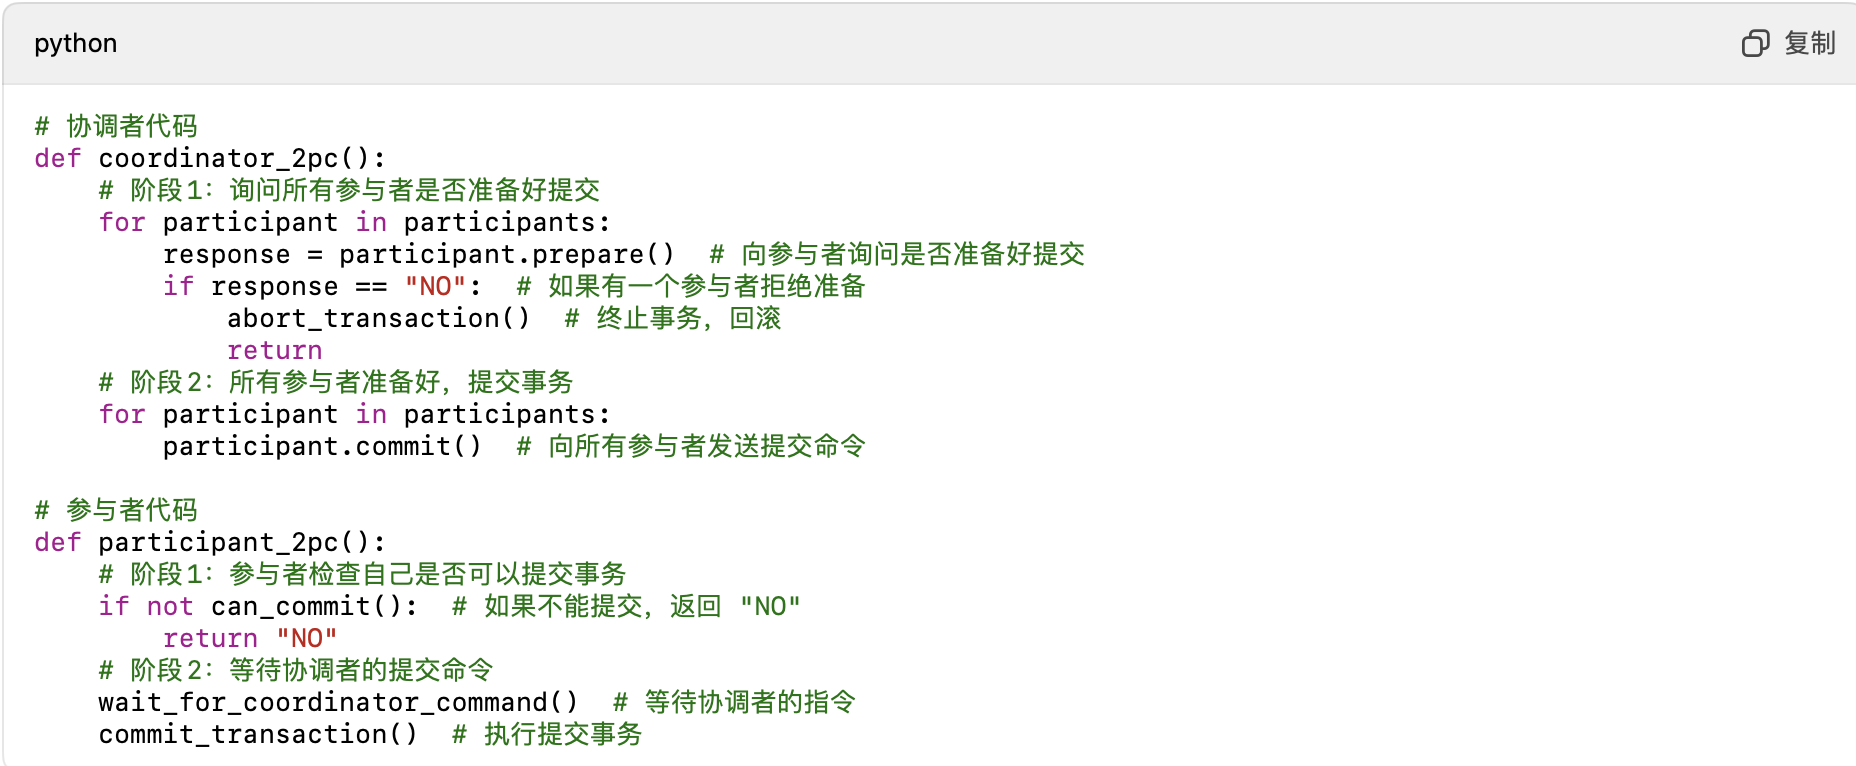 python
复制
# 协调者代码
def coordinator_2pc():
    # 阶段1：询问所有参与者是否准备好提交
    for participant in participants:
        response = participant.prepare()  # 向参与者询问是否准备好提交
        if response == "NO":  # 如果有一个参与者拒绝准备
            abort_transaction()  # 终止事务，回滚
            return
    # 阶段2：所有参与者准备好，提交事务
    for participant in participants:
        participant.commit()  # 向所有参与者发送提交命令

# 参与者代码
def participant_2pc():
    # 阶段1：参与者检查自己是否可以提交事务
    if not can_commit():  # 如果不能提交，返回 "NO"
        return "NO"
    # 阶段2：等待协调者的提交命令
    wait_for_coordinator_command()  # 等待协调者的指令
    commit_transaction()  # 执行提交事务